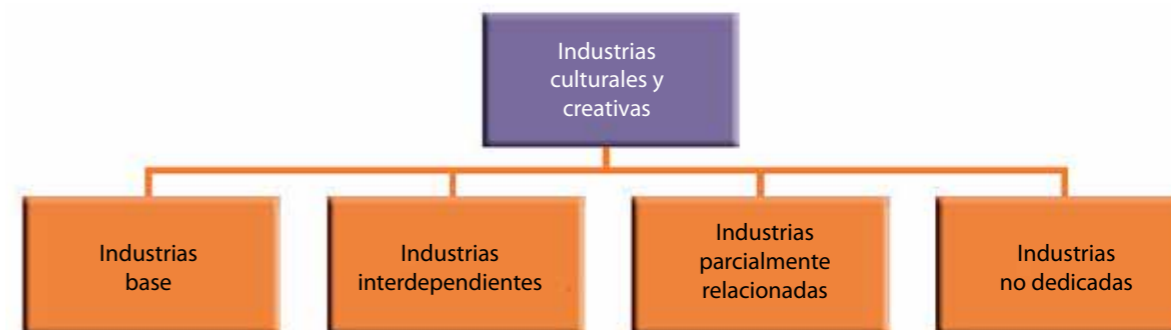 Industrias
culturales y
creativas
Industrias
base
Industrias
interdependientes
Industrias
parcialmente
relacionadas
Industrias
no dedicadas